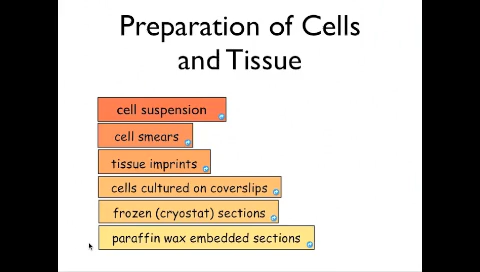 Preparation of Cells
and Tissue
cell suspension
cell smears
tissue imprints
cells cultured on coverslips
frozen (cryostat) sections
paraffin wax embedded sections